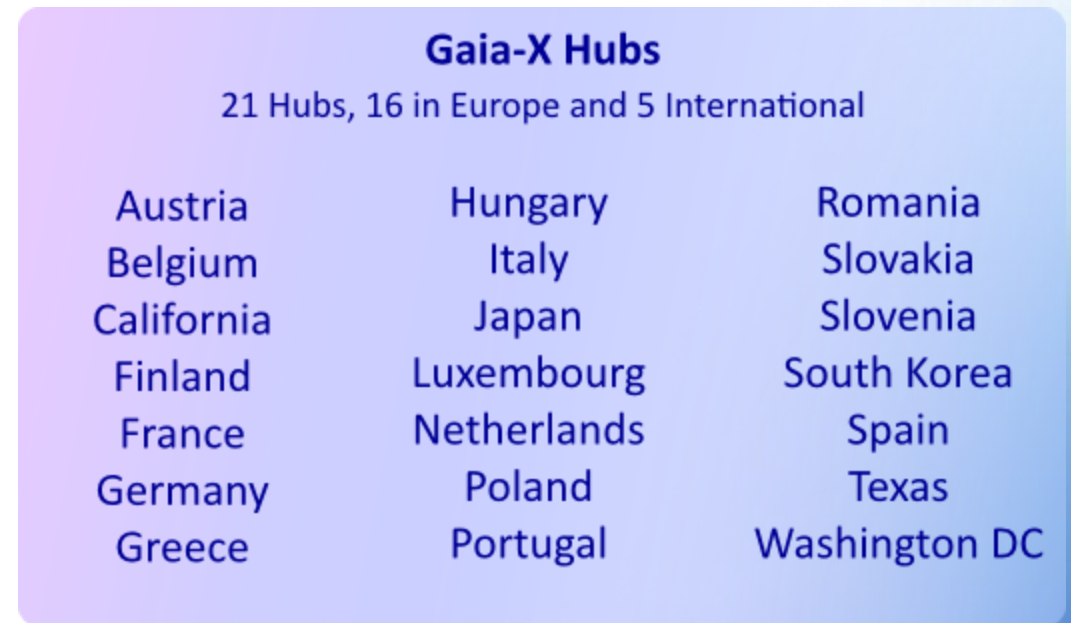 Gaia-X Hubs
21 Hubs, 16 in Europe and 5 International
Austria
Belgium
California
Finland
France
Germany
Greece
Hungary
Italy
Japan
Luxembourg
Netherlands
Poland
Portugal
Romania
Slovakia
Slovenia
South Korea
Spain
Texas
Washington DC